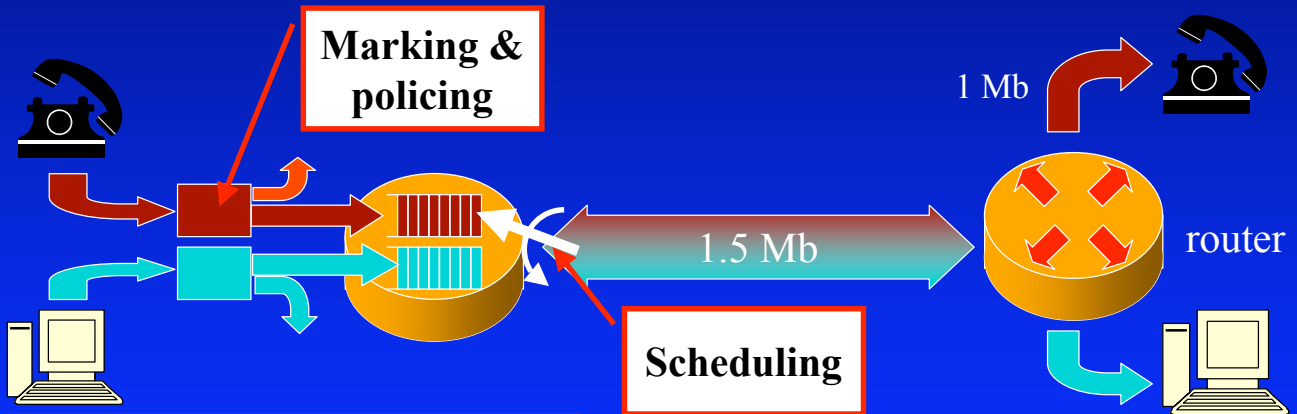 Marking &
policing
1 Mb
1.5 Mb
router
Scheduling